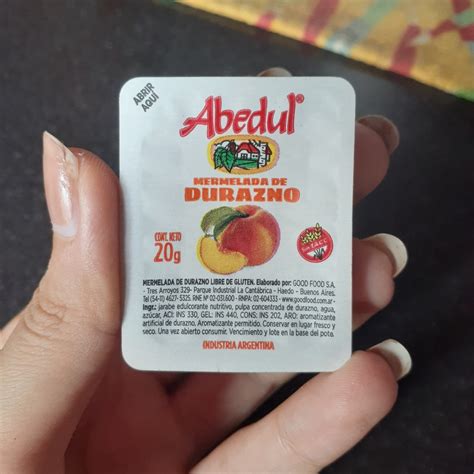 ABRIR
AQUÍ
Abedul®
MERMELADA DE
DURAZNO
CONT. NETO
20g
Sin T.A.C.C.
MERMELADA DE DURAZNO LIBRE DE GLUTEN. Elaborado por: GOOD FOOD S.A.
- Tres Arroyos 329- Parque Industrial La Cantábrica - Haedo - Buenos Aires.
Tel (54-11) 4627-5325. RNE Nº 02-031.600 - RNPA: 02-604333 - www.goodfood.com.ar -
Ingr.: jarabe edulcorante nutritivo, pulpa concentrada de durazno, agua,
azúcar, ACI: INS 330, GEL: INS 440, CONS: INS 202, ARO: aromatizante
artificial de durazno. Aromatizante permitido. Conservar en lugar fresco y
seco. Una vez abierto consumir. Vencimiento y lote en la base del pote.
INDUSTRIA ARGENTINA